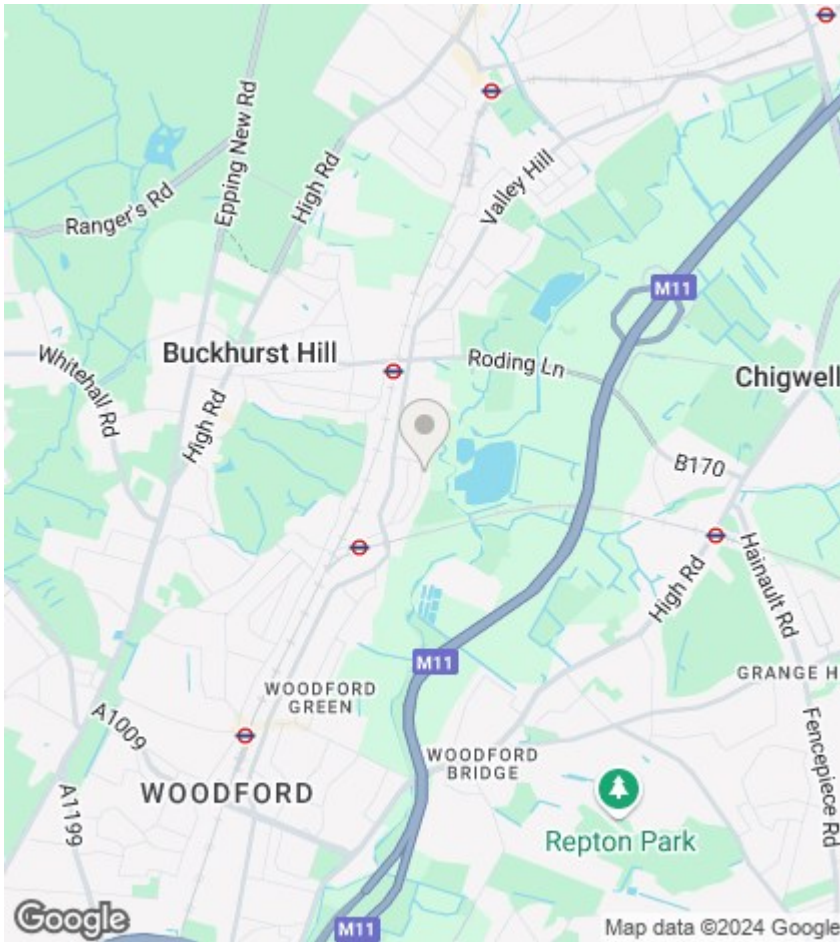 Epping New Rd
High Rd
Ranger's Rd
Valley Hill
M11
Buckhurst Hill
Roding Ln
Whitehall Rd
High Rd
Chigwell
B170
High Rd
Hainault Rd
M11
GRANGE H
WOODFORD
GREEN
A1009
WOODFORD
BRIDGE
Fencepiece Rd
WOODFORD
A1199
Repton Park
Google
M11
Map data ©2024 Google